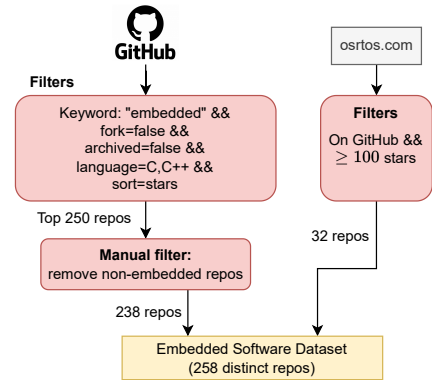 GitHub
osrtos.com
Filters
Keyword: "embedded" &&
fork=false &&
archived=false &&
language=C,C++ &&
sort=stars
Filters
On GitHub &&
≥ 100 stars
Top 250 repos
32 repos
Manual filter:
remove non-embedded repos
238 repos
Embedded Software Dataset
(258 distinct repos)